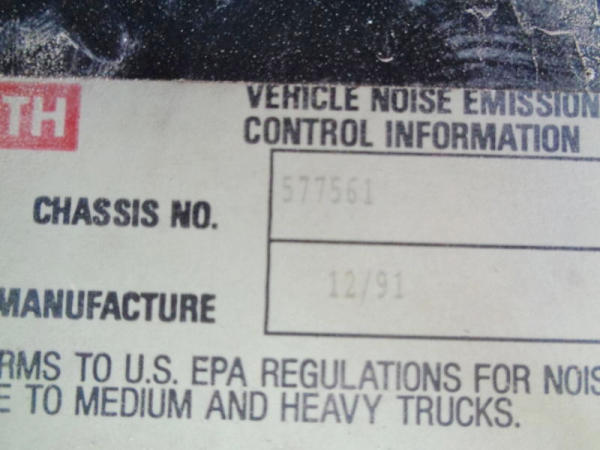 TH
VEHICLE NOISE EMISSION
CONTROL INFORMATION
CHASSIS NO. 577561
MANUFACTURE 12/91
RMS TO U.S. EPA REGULATIONS FOR NOIS
E TO MEDIUM AND HEAVY TRUCKS.